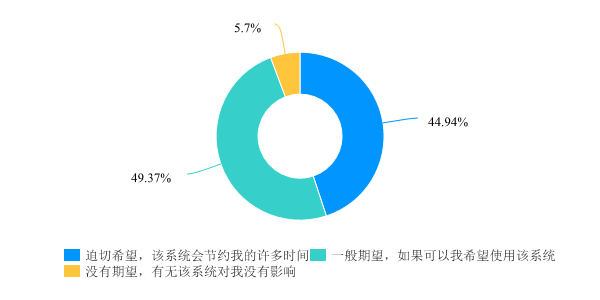 5.7%
44.94%
49.37%
迫切希望，该系统会节约我的许多时间
一般期望，如果可以我希望使用该系统
没有期望，有无该系统对我没有影响